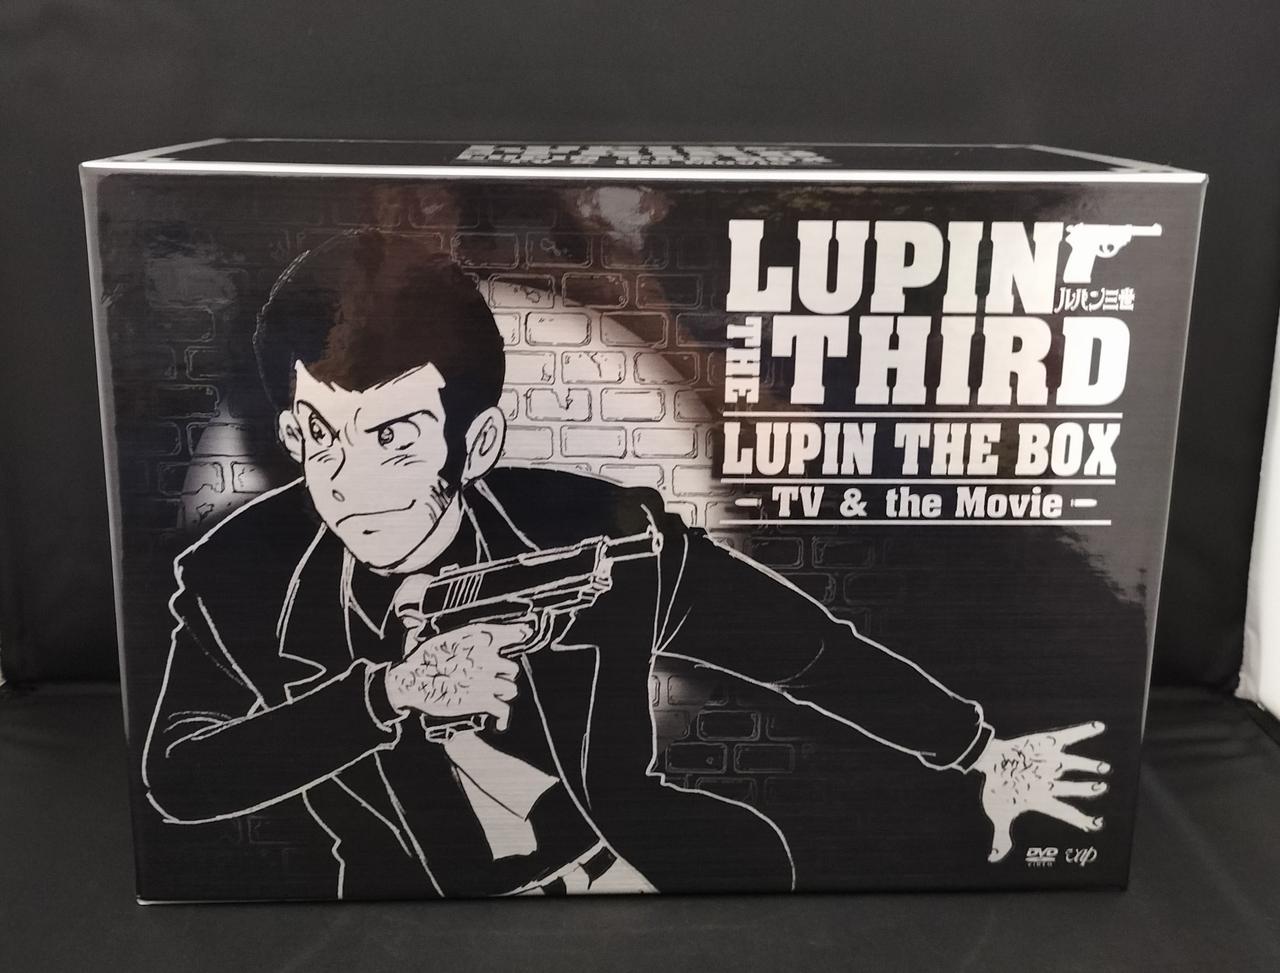 LUPIN
ルパン三世
THE
THIRD
LUPIN THE BOX
- TV & the Movie -
DVD
VIDEO
vap